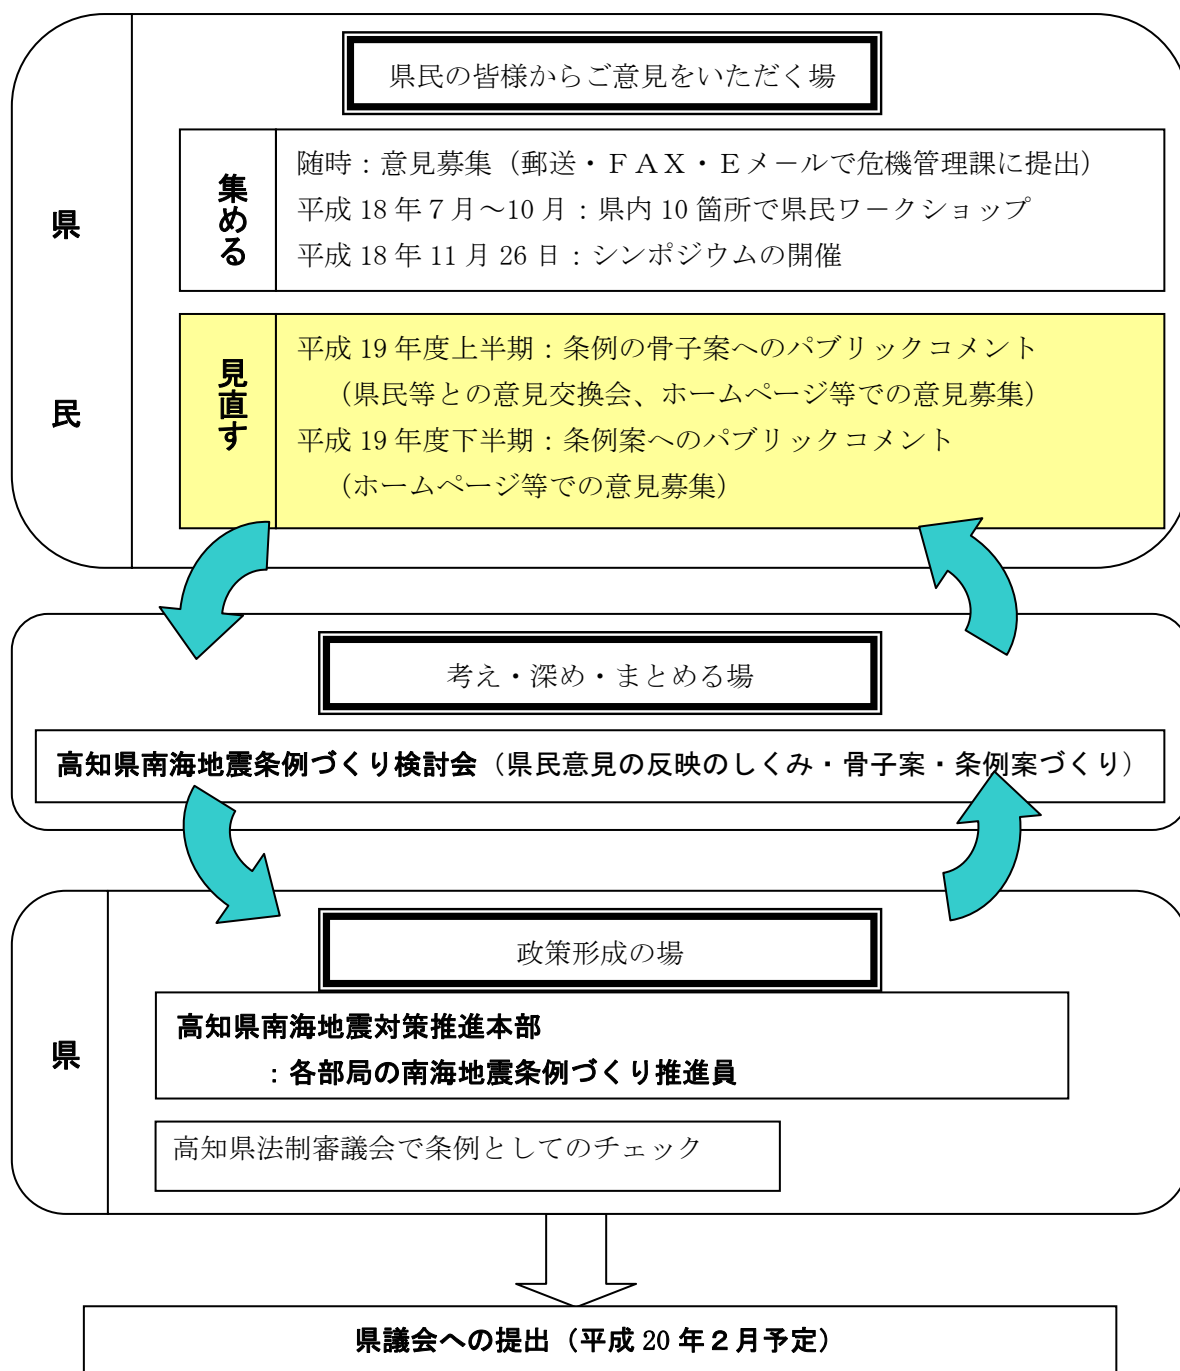 県民の皆様からご意見をいただく場
県民
集める
随時：意見募集（郵送・ＦＡＸ・Ｅメールで危機管理課に提出）
平成 18 年７月～10 月：県内 10 箇所で県民ワークショップ
平成 18 年 11 月 26 日：シンポジウムの開催
見直す
平成 19 年度上半期：条例の骨子案へのパブリックコメント
（県民等との意見交換会、ホームページ等での意見募集）
平成 19 年度下半期：条例案へのパブリックコメント
（ホームページ等での意見募集）
考え・深め・まとめる場
高知県南海地震条例づくり検討会（県民意見の反映のしくみ・骨子案・条例案づくり）
政策形成の場
県
高知県南海地震対策推進本部
：各部局の南海地震条例づくり推進員
高知県法制審議会で条例としてのチェック
県議会への提出（平成 20 年２月予定）